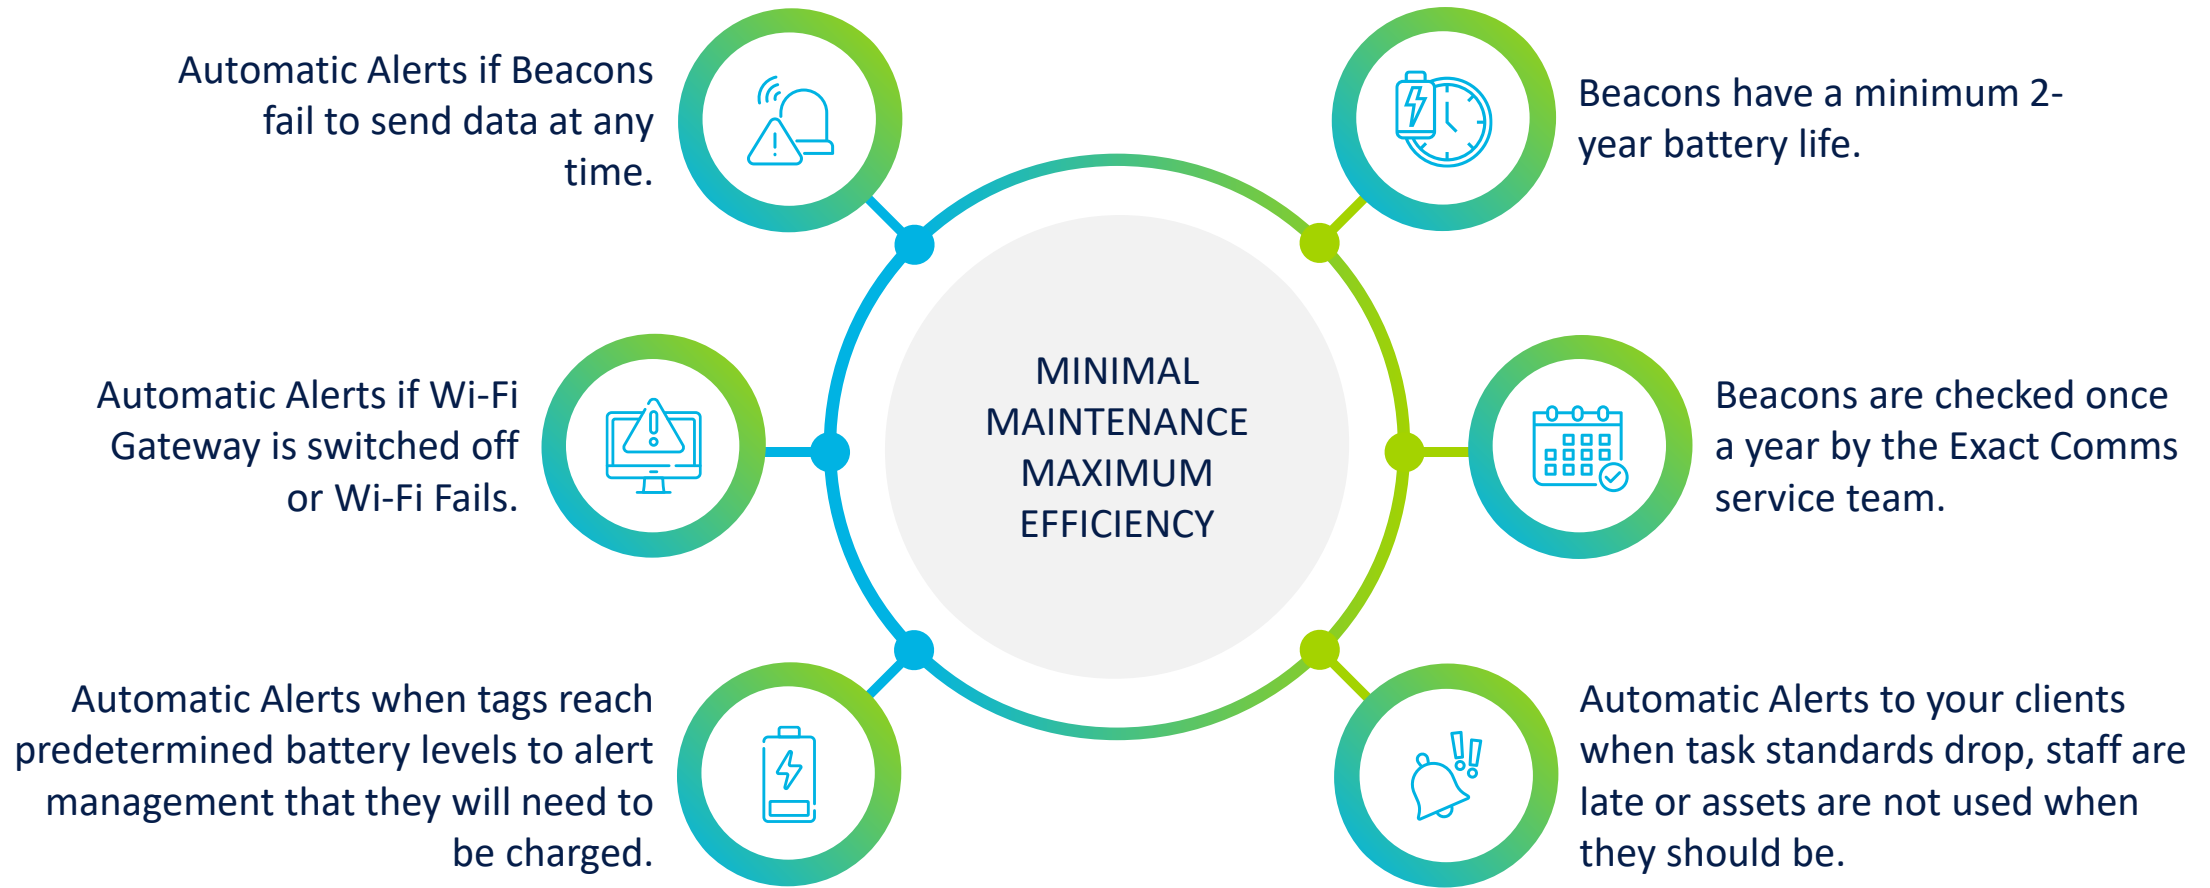 Automatic Alerts if Beacons
fail to send data at any
time.
Automatic Alerts if Wi-Fi
Gateway is switched off
or Wi-Fi Fails.
Automatic Alerts when tags reach
predetermined battery levels to alert
management that they will need to
be charged.
MINIMAL
MAINTENANCE
MAXIMUM
EFFICIENCY
Beacons have a minimum 2-
year battery life.
Beacons are checked once
a year by the Exact Comms
service team.
Automatic Alerts to your clients
when task standards drop, staff are
late or assets are not used when
they should be.